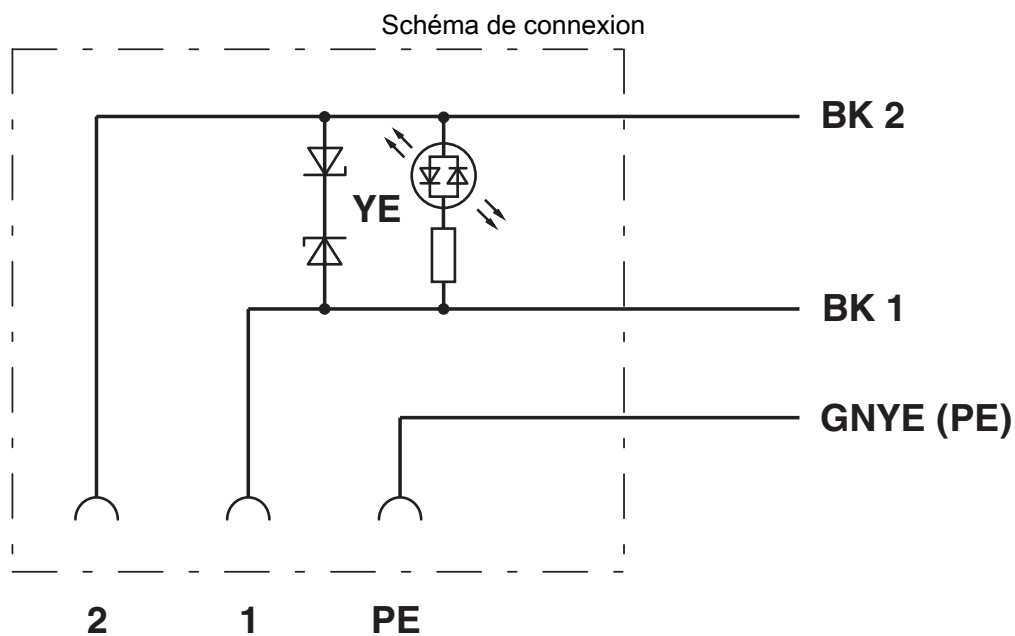 Schéma de connexion
BK 2
YE
BK 1
GNYE (PE)
2 1 PE